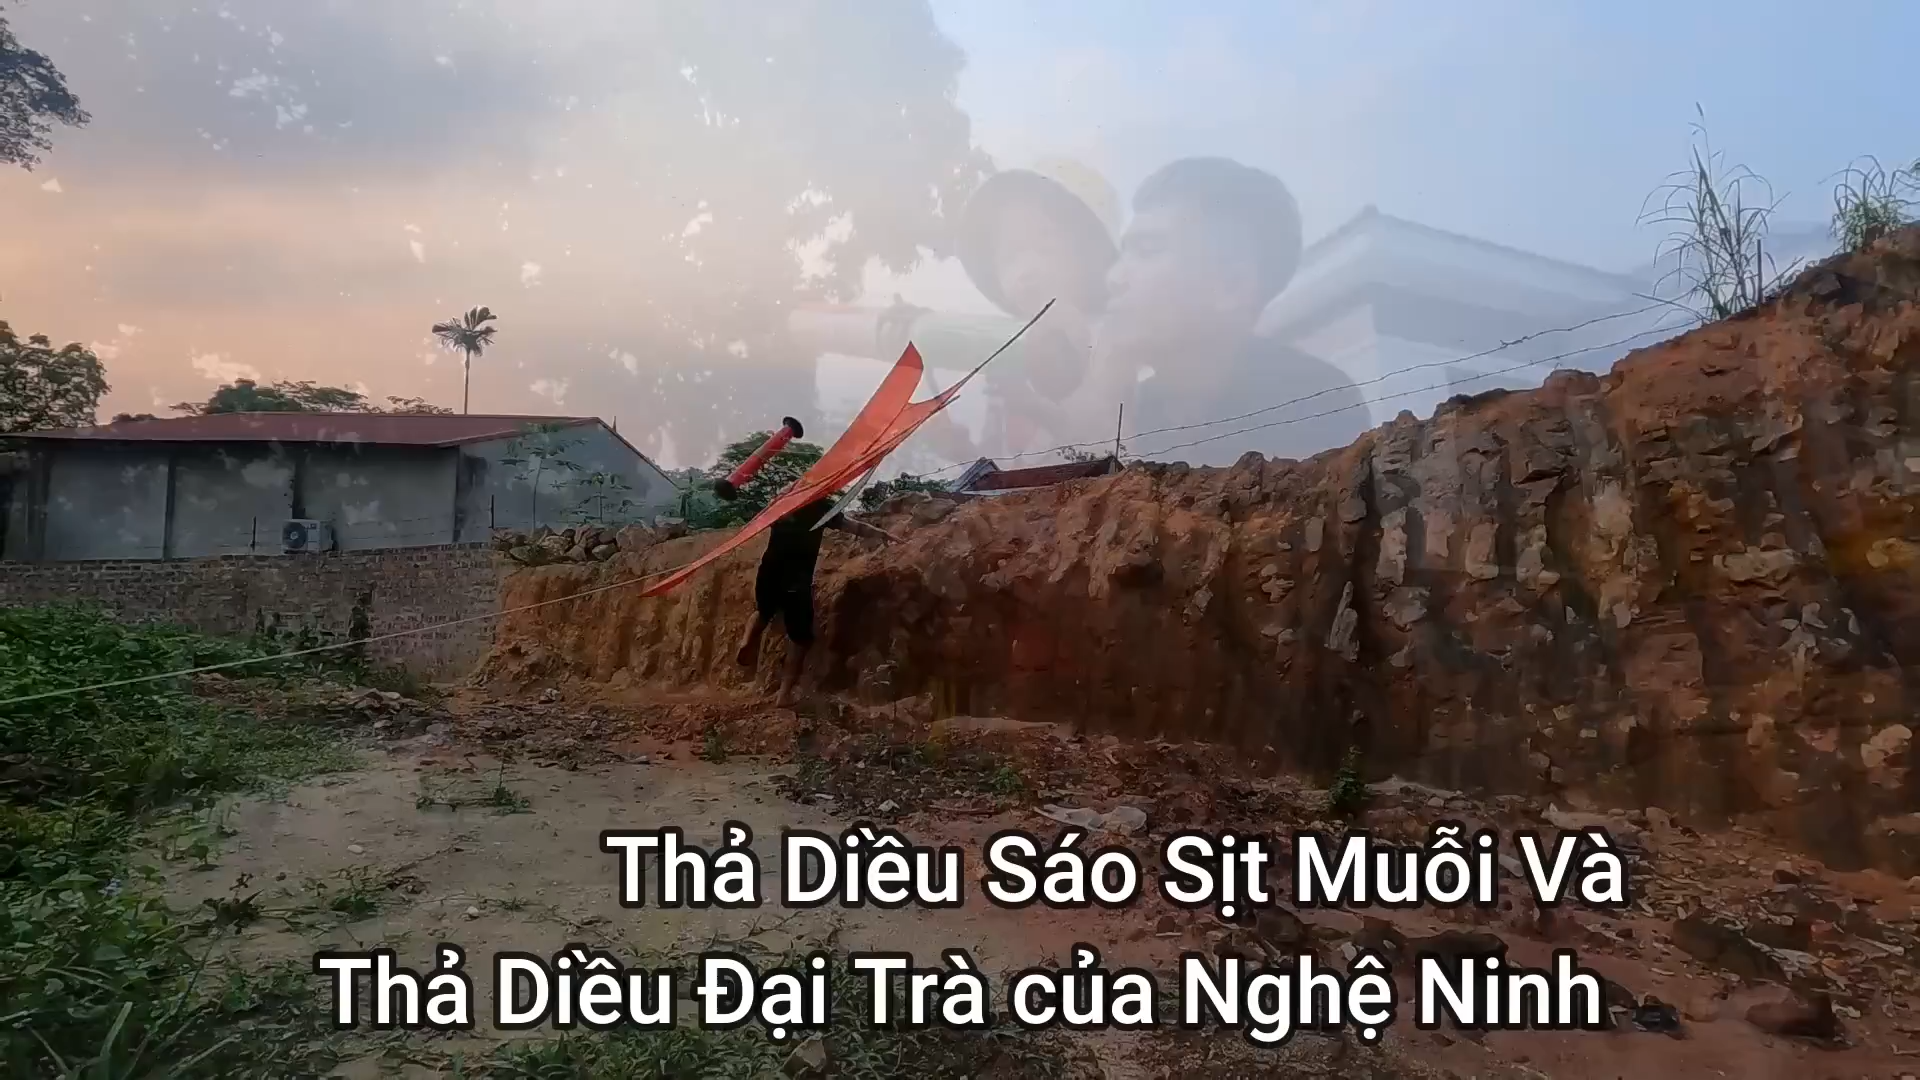 Thả Diều Sáo Sịt Muỗi Và
Thả Diều Đại Trà của Nghệ Ninh